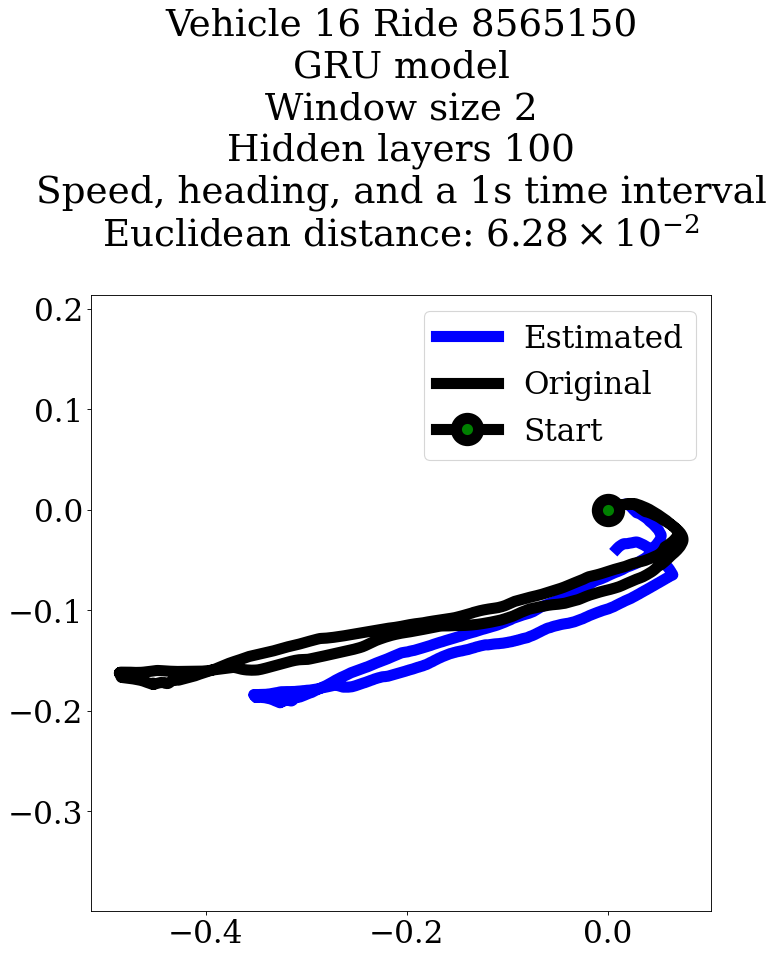 Vehicle 16 Ride 8565150
GRU model
Window size 2
Hidden layers 100
Speed, heading, and a 1s time interval
Euclidean distance: 6.28 × 10⁻²
Estimated
Original
Start
0.2
0.1
0.0
−0.1
−0.2
−0.3
−0.4
−0.2
0.0